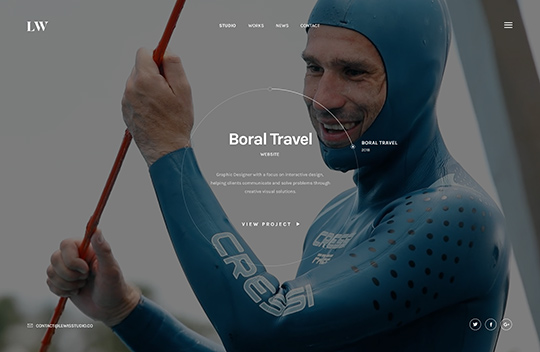 LW
STUDIO WORKS NEWS CONTACT
Boral Travel
WEBSITE
Graphic Designer with a focus on interactive design,
helping clients communicate and solve problems through
creative visual solutions.
VIEW PROJECT
BORAL TRAVEL
2018
CRESSI
CRESSI
CONTACT@LEWISSTUDIO.CO
G+